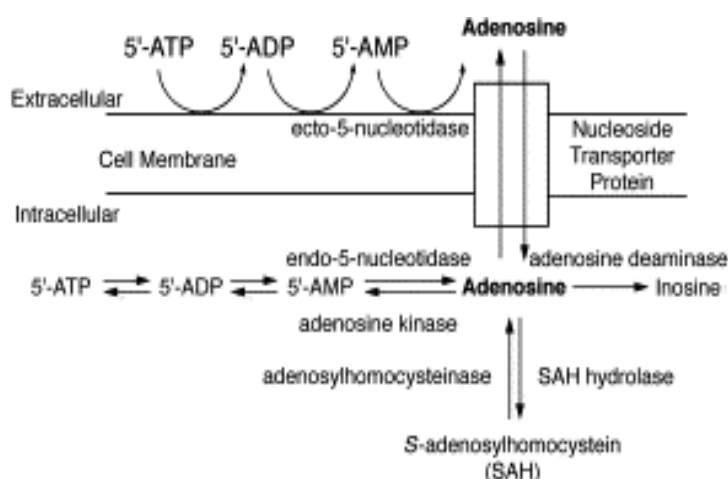 Adenosine
5'-ATP 5'-ADP 5'-AMP
Extracellular
ecto-5-nucleotidase
Nucleoside
Transporter
Protein
Cell Membrane
Intracellular
endo-5-nucleotidase
adenosine deaminase
5'-ATP 5'-ADP 5'-AMP Adenosine Inosine
adenosine kinase
adenosylhomocysteinase SAH hydrolase
S-adenosylhomocystein
(SAH)